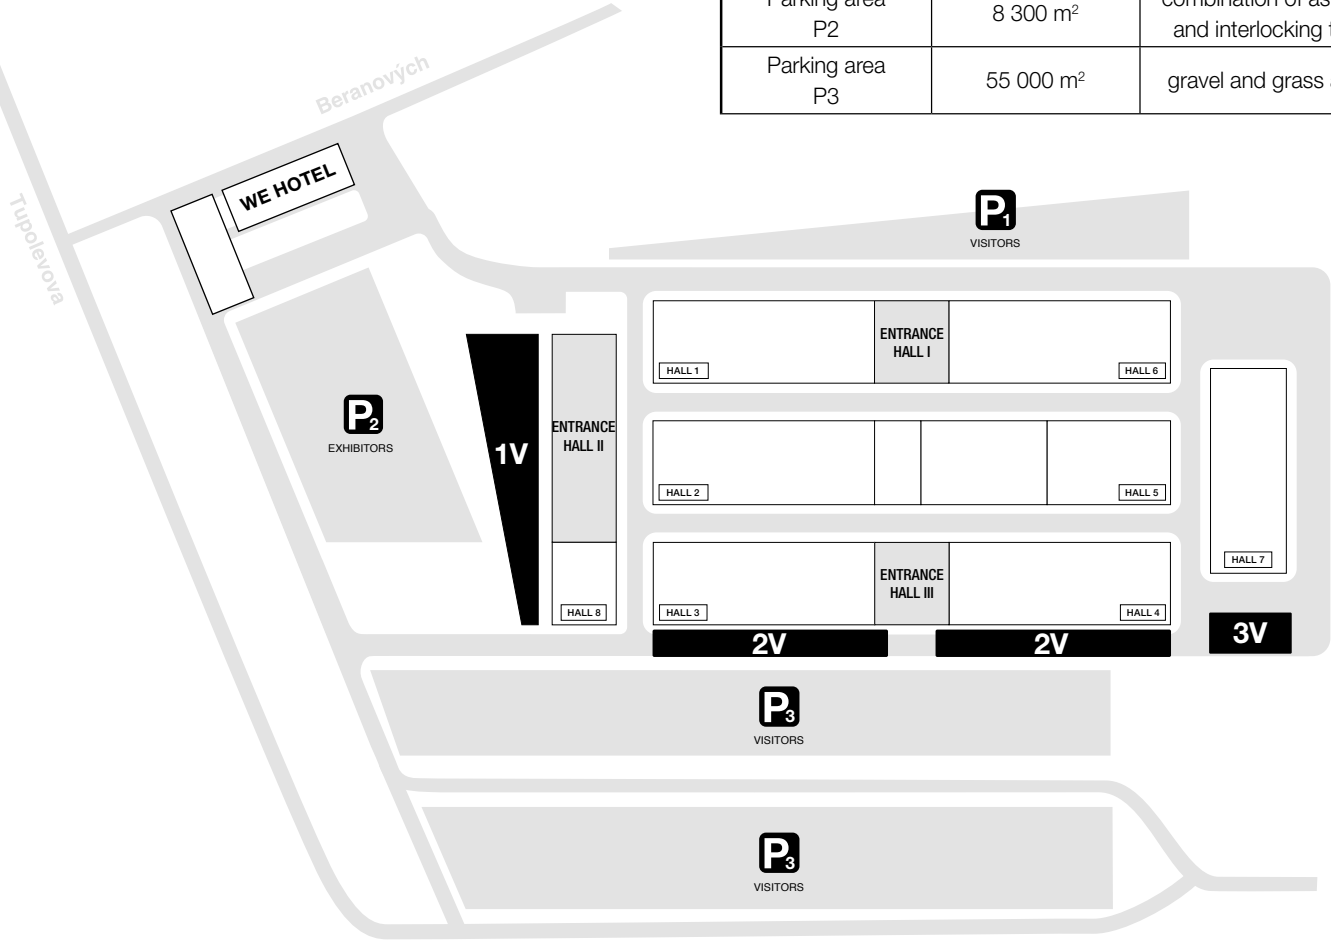 Parking area
P2
8 300 m²
and interlocking
Parking area
P3
55 000 m²
gravel and grass
Beranových
Tupolevova
WE HOTEL
P1
VISITORS
ENTRANCE
HALL I
HALL 1
HALL 6
P2
EXHIBITORS
1V
ENTRANCE
HALL II
HALL 8
HALL 2
HALL 5
HALL 7
ENTRANCE
HALL III
HALL 3
HALL 4
2V
2V
3V
P3
VISITORS
P3
VISITORS